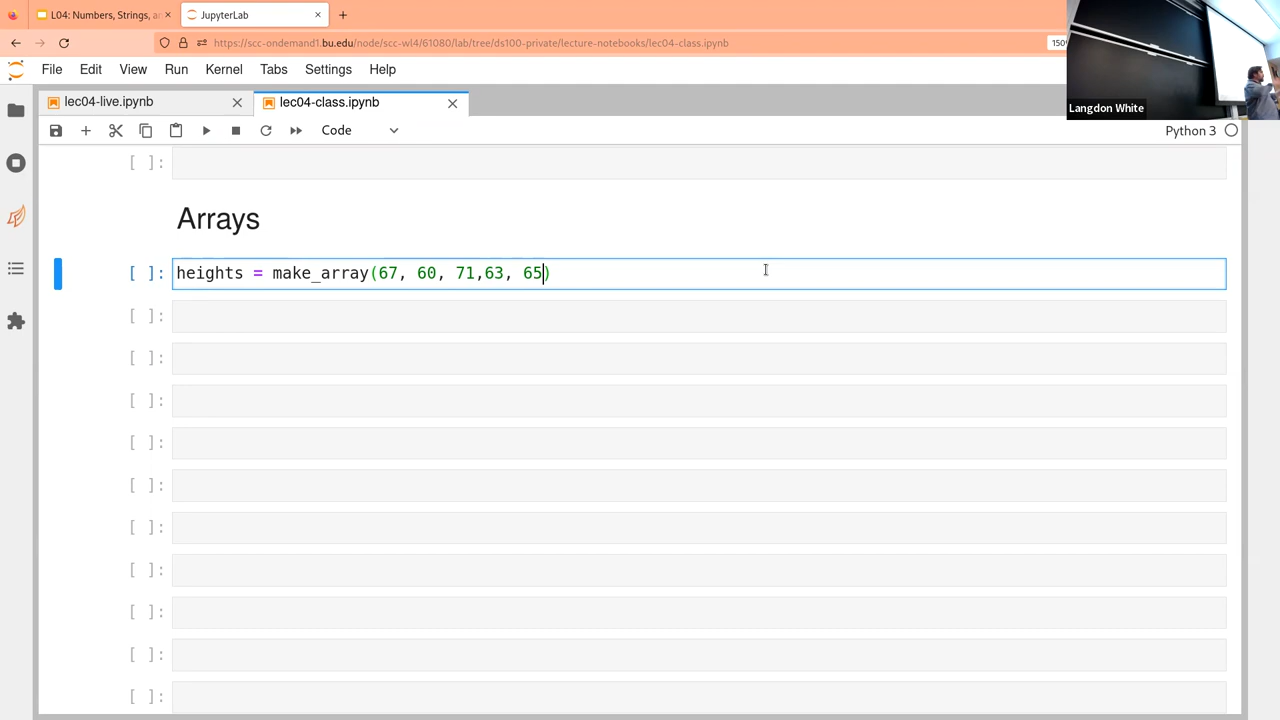 L04: Numbers, Strings, a
JupyterLab
https://scc-ondemand1.bu.edu/node/scc-wl4/61080/lab/tree/ds100-private/lecture-notebooks/lec04-class.ipynb
150
Langdon White
File Edit View Run Kernel Tabs Settings Help
lec04-live.ipynb
lec04-class.ipynb
Code
Python 3
[ ]:
Arrays
[ ]: heights = make_array(67, 60, 71,63, 65)
[ ]:
[ ]:
[ ]:
[ ]:
[ ]:
[ ]:
[ ]:
[ ]:
[ ]:
[ ]: